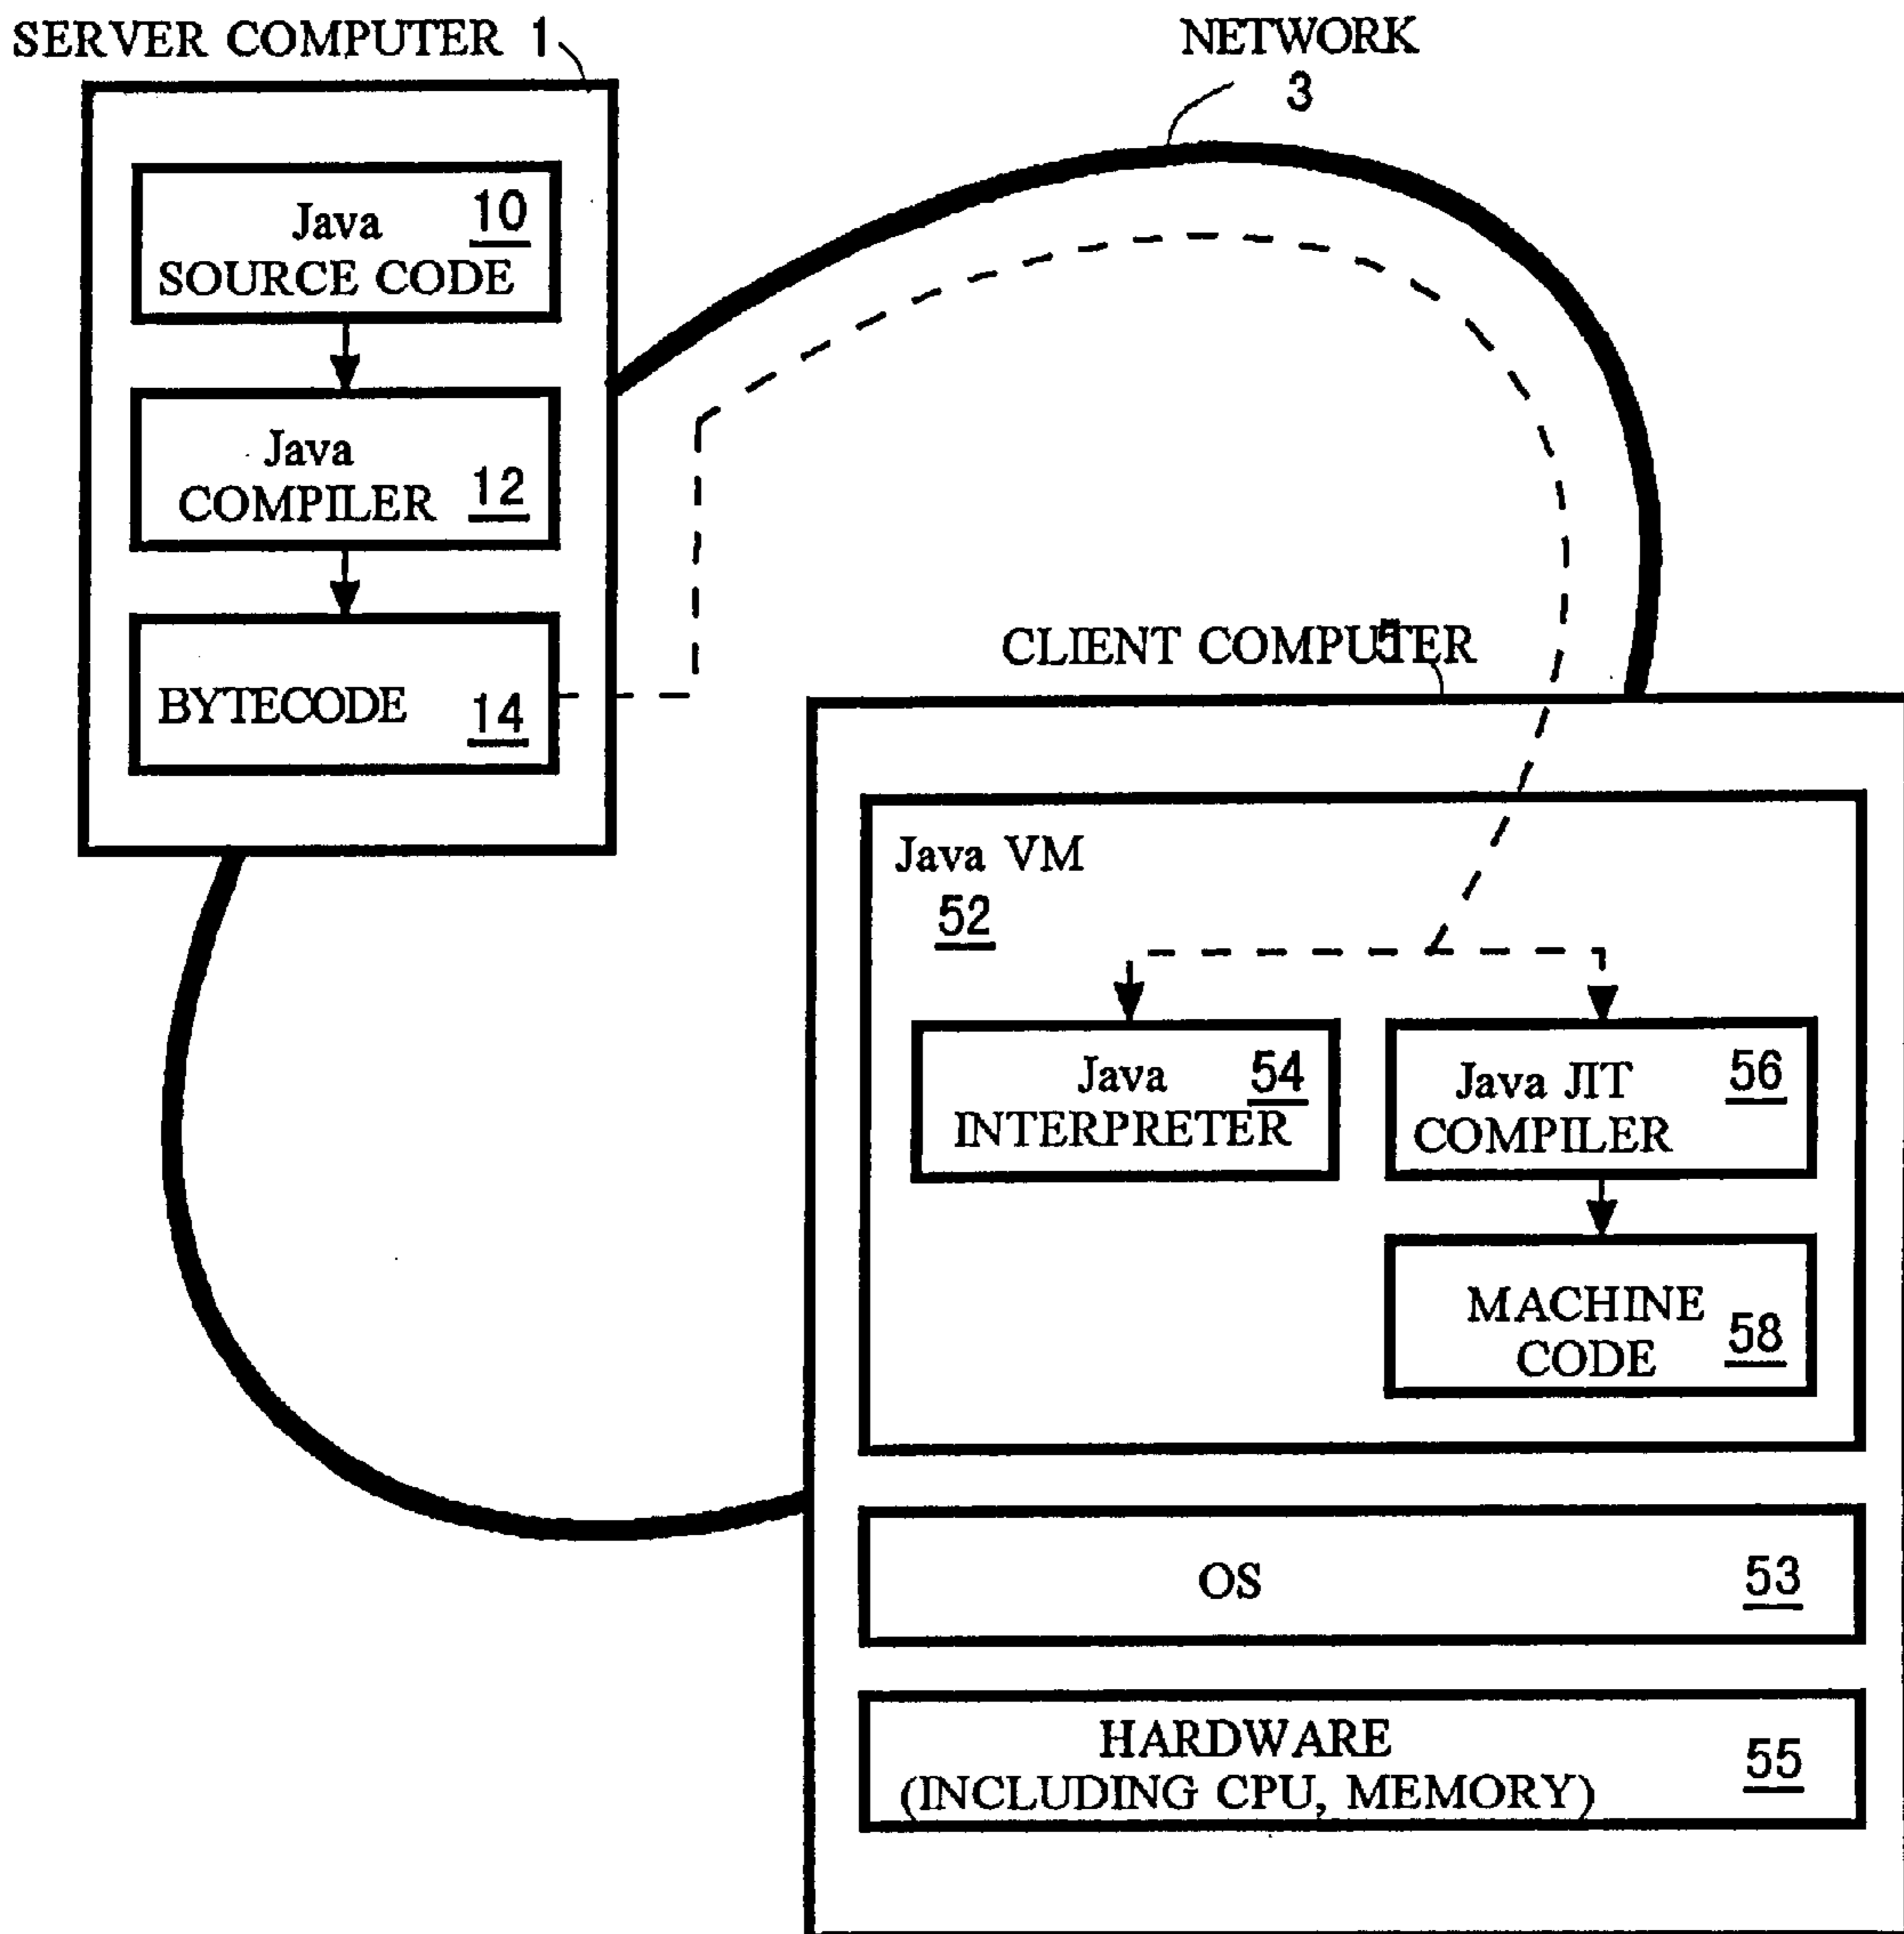 SERVER COMPUTER 1
NETWORK
3
Java 10
SOURCE CODE
Java
COMPILER 12
BYTECODE 14
CLIENT COMPUTER
5
Java VM
52
Java 54
INTERPRETER
Java JIT 56
COMPILER
MACHINE
CODE 58
OS 53
HARDWARE
(INCLUDING CPU, MEMORY) 55